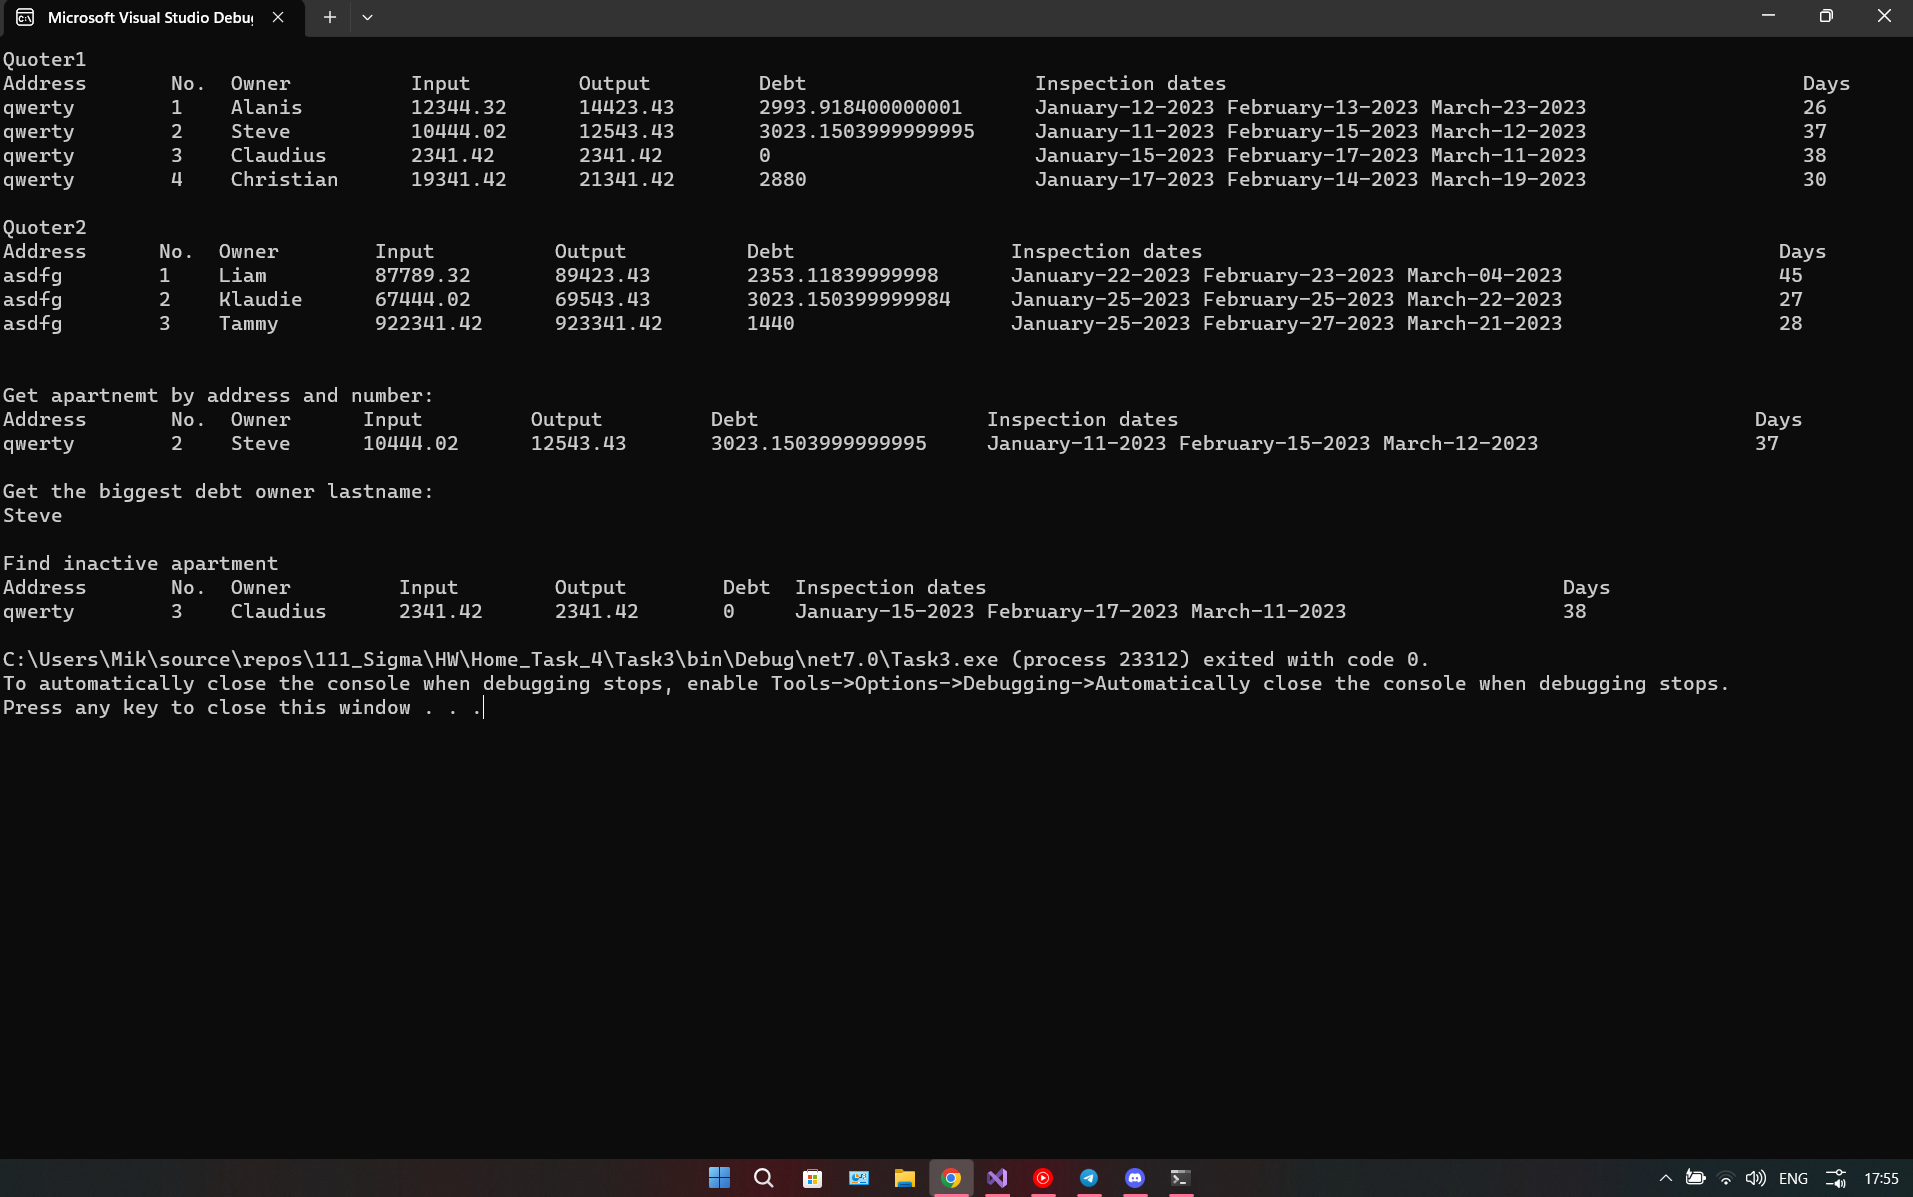 Microsoft Visual Studio Debu
Quoter1
Address No. Owner Input Output Debt Inspection dates Days
qwerty 1 Alanis 12344.32 14423.43 2993.918400000001 January-12-2023 February-13-2023 March-23-2023 26
qwerty 2 Steve 10444.02 12543.43 3023.1503999999995 January-11-2023 February-15-2023 March-12-2023 37
qwerty 3 Claudius 2341.42 2341.42 0 January-15-2023 February-17-2023 March-11-2023 38
qwerty 4 Christian 19341.42 21341.42 2880 January-17-2023 February-14-2023 March-19-2023 30
Quoter2
Address No. Owner Input Output Debt Inspection dates Days
asdfg 1 Liam 87789.32 89423.43 2353.11839999998 January-22-2023 February-23-2023 March-04-2023 45
asdfg 2 Klaudie 67444.02 69543.43 3023.150399999984 January-25-2023 February-25-2023 March-22-2023 27
asdfg 3 Tammy 922341.42 923341.42 1440 January-25-2023 February-27-2023 March-21-2023 28
Get apartnemt by address and number:
Address No. Owner Input Output Debt Inspection dates Days
qwerty 2 Steve 10444.02 12543.43 3023.1503999999995 January-11-2023 February-15-2023 March-12-2023 37
Get the biggest debt owner lastname:
Steve
Find inactive apartment
Address No. Owner Input Output Debt Inspection dates Days
qwerty 3 Claudius 2341.42 2341.42 0 January-15-2023 February-17-2023 March-11-2023 38
C:\Users\Mik\source\repos\111_Sigma\HW\Home_Task_4\Task3\bin\Debug\net7.0\Task3.exe (process 23312) exited with code 0.
To automatically close the console when debugging stops, enable Tools->Options->Debugging->Automatically close the console when debugging stops.
Press any key to close this window . . .
ENG 17:55